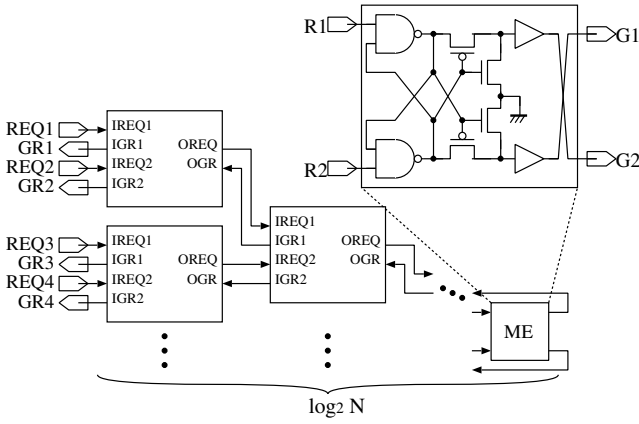 R1
G1
R2
G2
REQ1
GR1
REQ2
GR2
IREQ1
IGR1
IREQ2
IGR2
OREQ
OGR
REQ3
GR3
REQ4
GR4
IREQ1
IGR1
IREQ2
IGR2
OREQ
OGR
IREQ1
IGR1
IREQ2
IGR2
OREQ
OGR
ME
log2 N